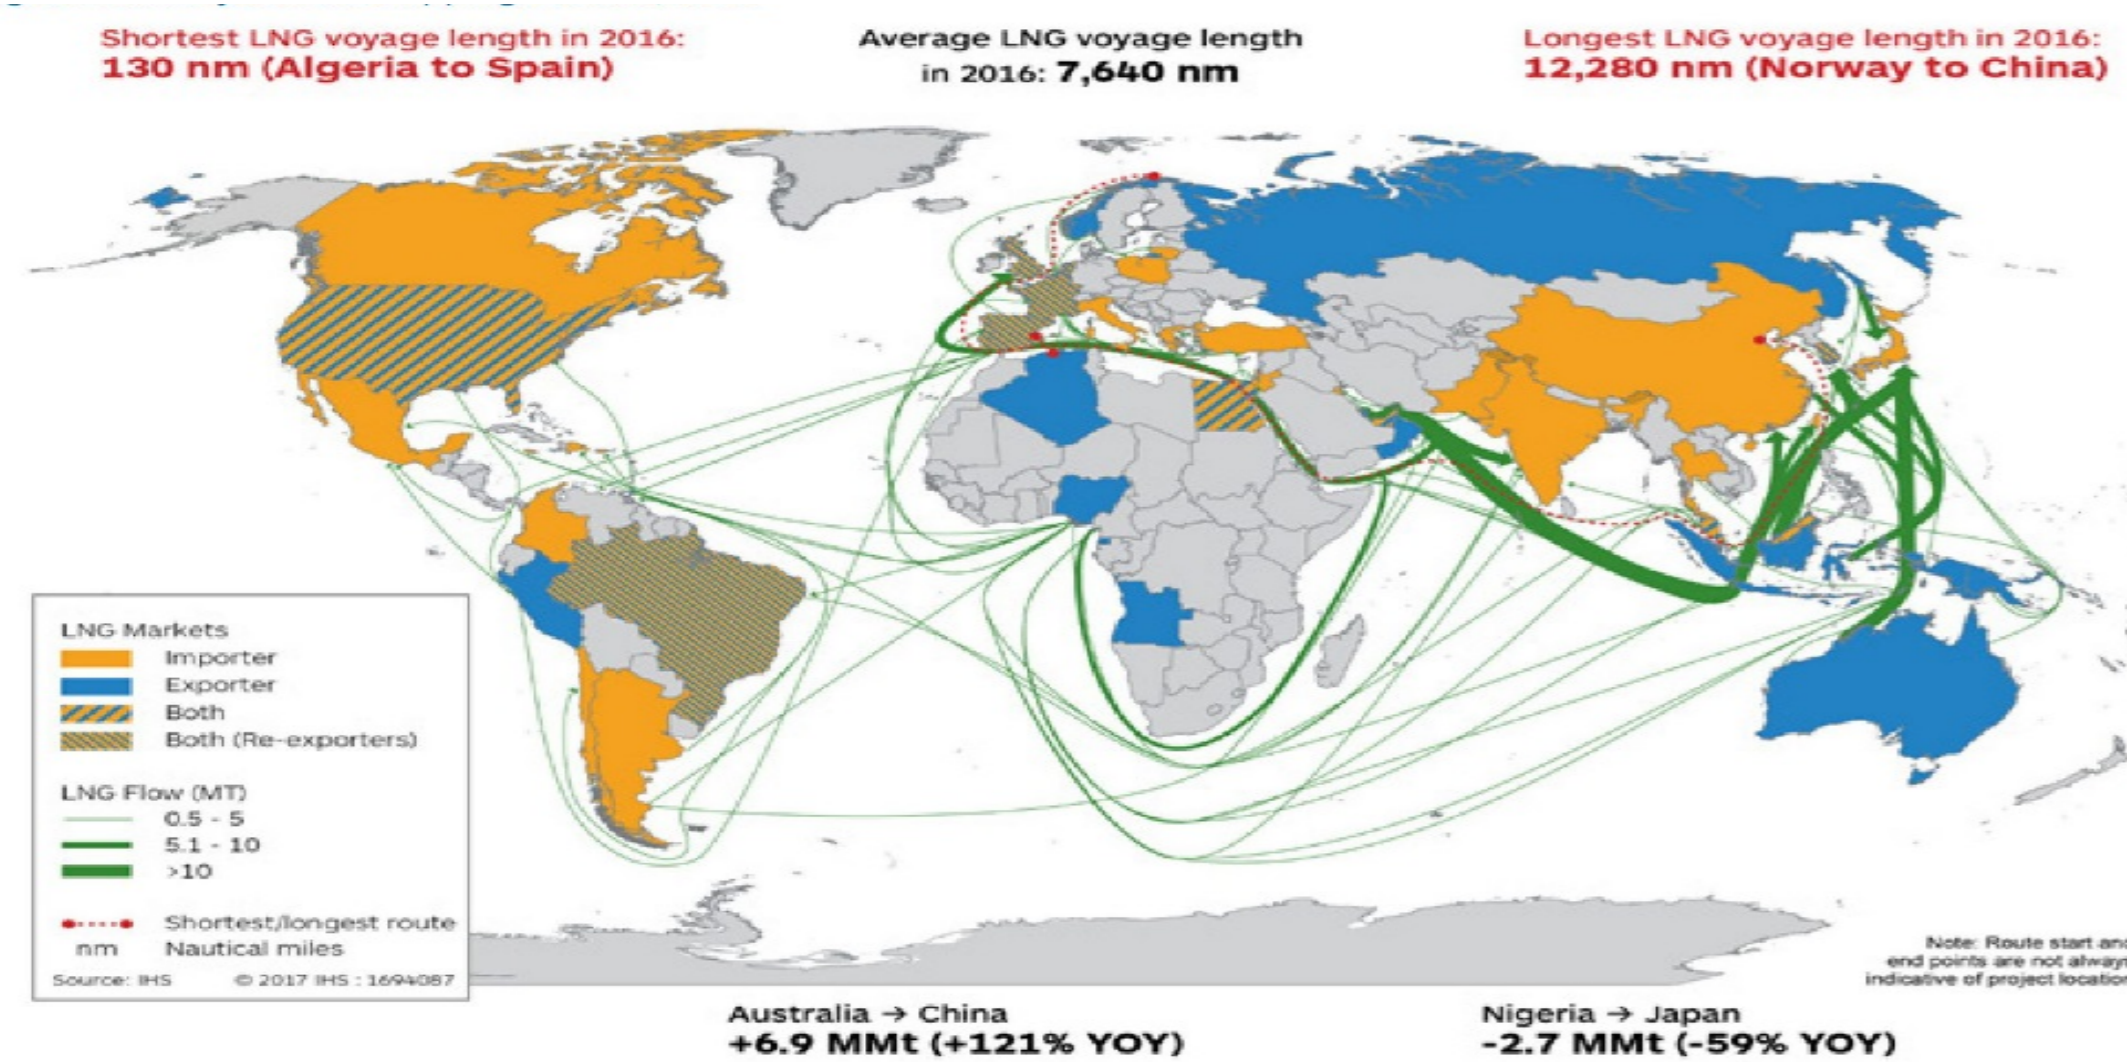 Shortest LNG voyage length in 2016:
130 nm (Algeria to Spain)
Average LNG voyage length
in 2016: 7,640 nm
Longest LNG voyage length in 2016:
12,280 nm (Norway to China)
LNG Markets
Importer
Exporter
Both
Both (Re-exporters)
LNG Flow (MT)
0.5 - 5
5.1 - 10
>10
Shortest/longest route
nm Nautical miles
Source: IHS © 2017 IHS : 1694087
Note: Route start and
end points are not always
indicative of project location
Australia → China
+6.9 MMt (+121% YOY)
Nigeria → Japan
-2.7 MMt (-59% YOY)